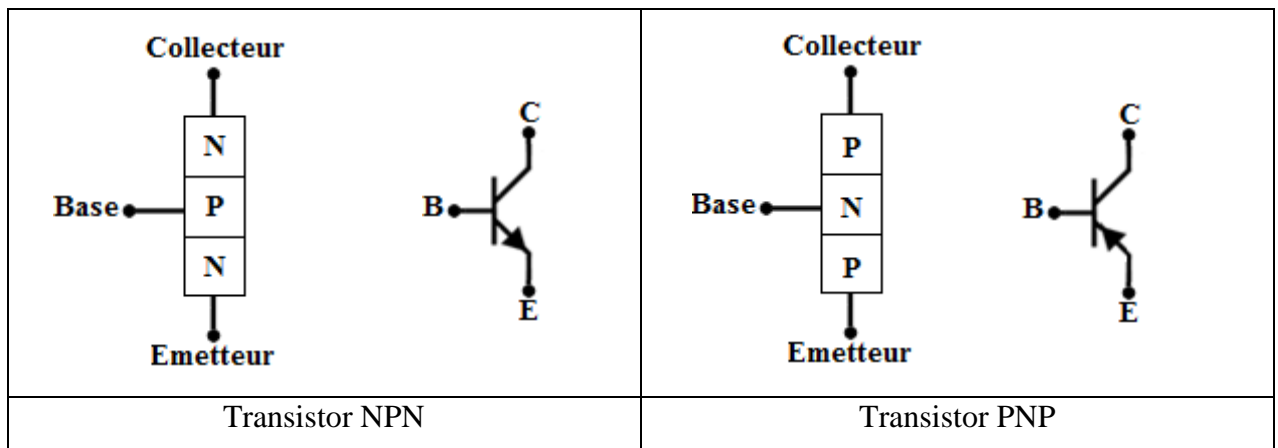 Collecteur
N
Base P
N
Emetteur
C
B
E
Transistor NPN
Collecteur
P
Base N
P
Emetteur
C
B
E
Transistor PNP